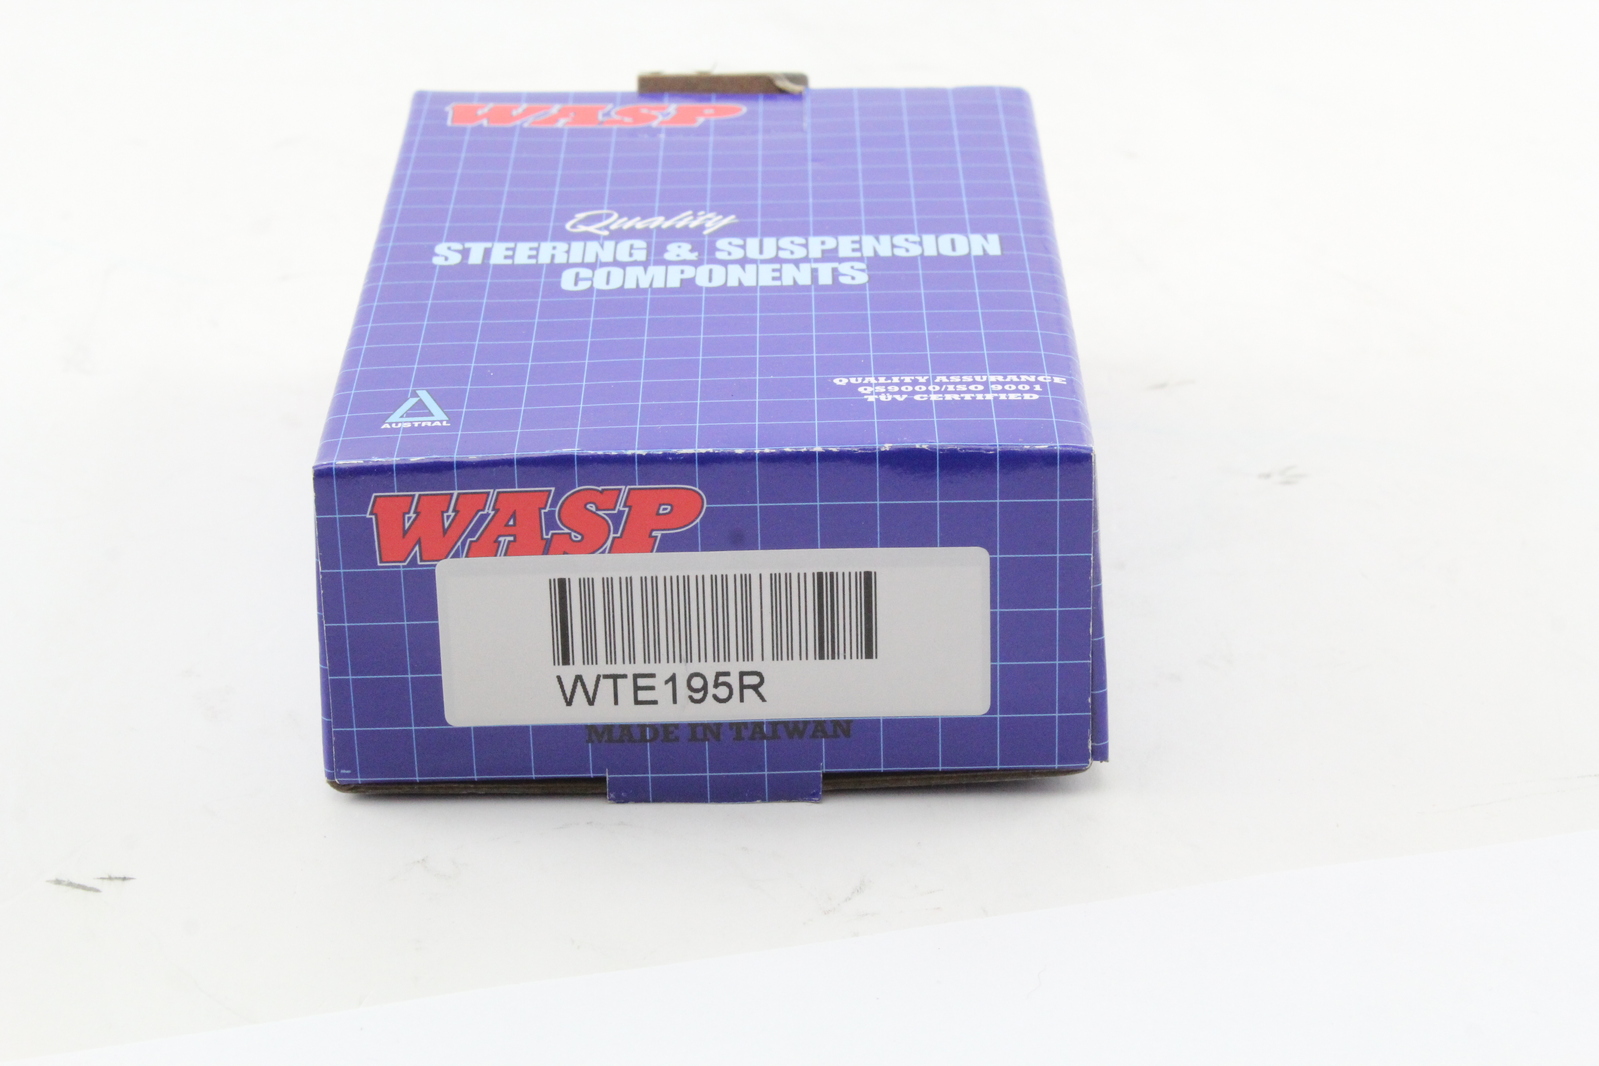 WASP
Quality
STEERING & SUSPENSION
COMPONENTS
QUALITY ASSURANCE
QS9000/ISO 9001
TÜV CERTIFIED
AUSTRAL
WASP
WTE195R
MADE IN TAIWAN